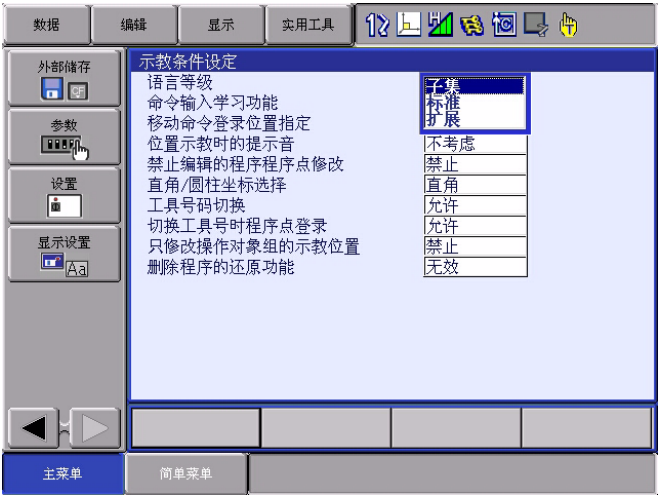 数据 编辑 显示 实用工具
外部储存
CF
参数
设置
显示设置
Aa
示教条件设定
语言等级 子集
标准
扩展
命令输入学习功能
移动命令登录位置指定
位置示教时的提示音 不考虑
禁止编辑的程序程序点修改 禁止
直角/圆柱坐标选择 直角
工具号码切换 允许
切换工具号时程序点登录 允许
只修改操作对象组的示教位置 禁止
删除程序的还原功能 无效
主菜单 简单菜单